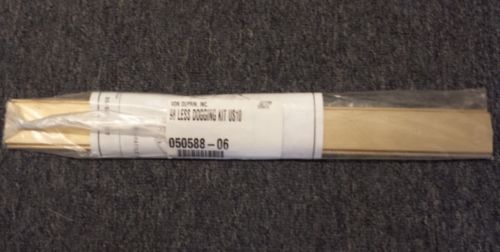 VON DUPRIN, INC.
LESS DOGGING KIT US10
050588-06